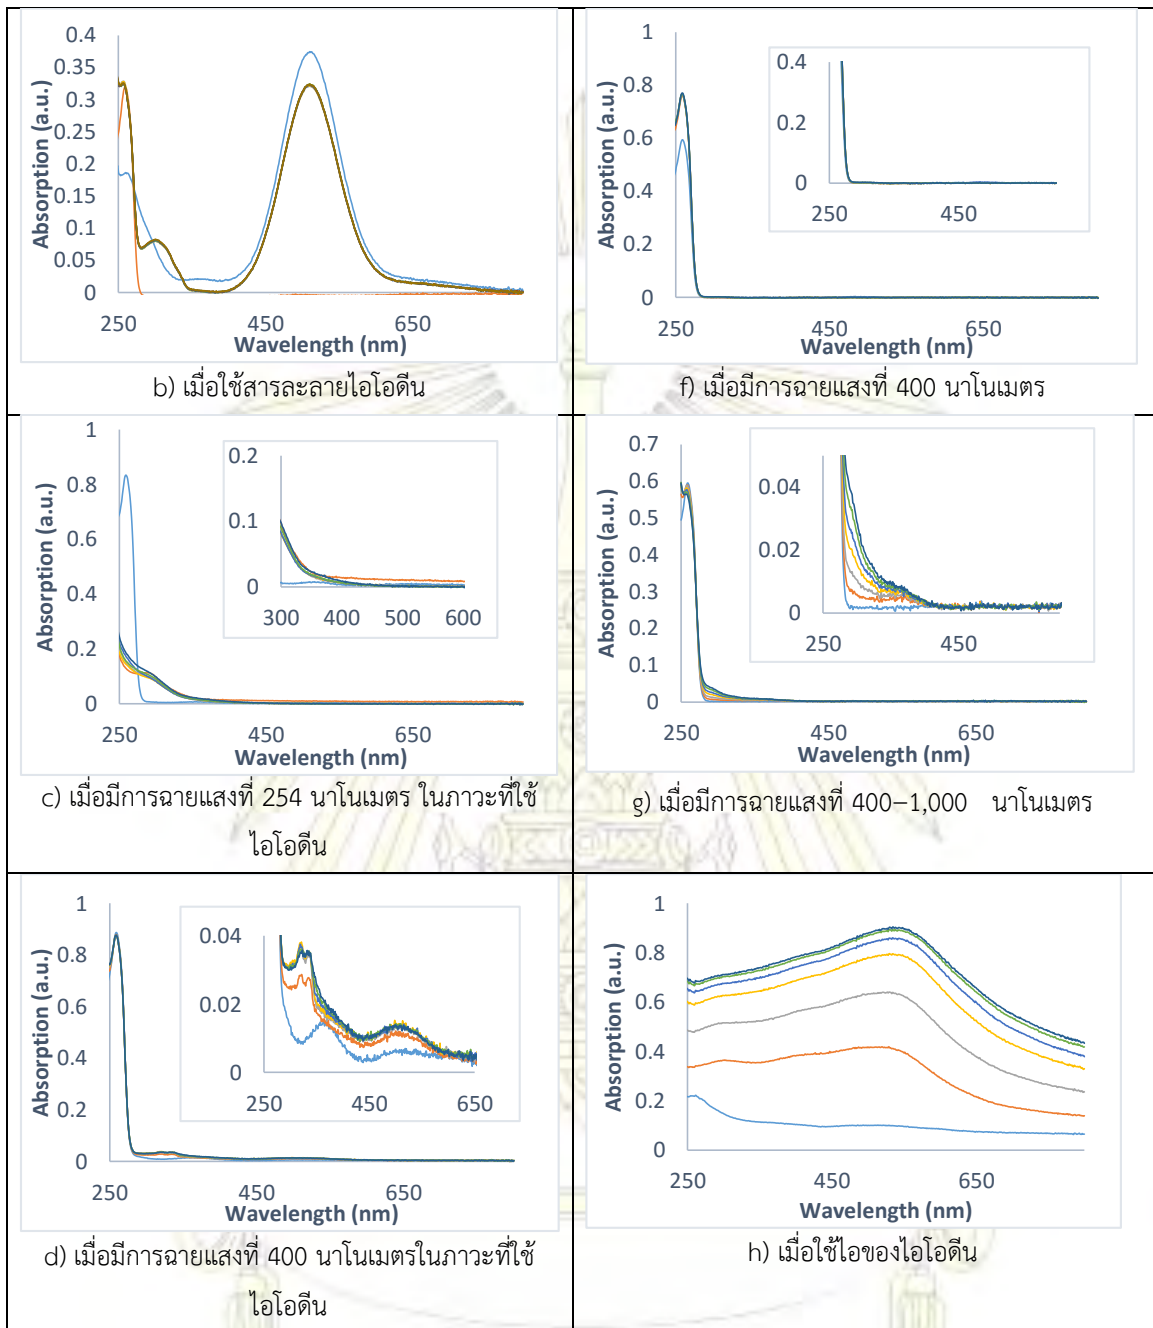 0.4
0.35
0.3
0.25
0.2
0.15
0.1
0.05
0
Absorption (a.u.)
250 450 650
Wavelength (nm)
b) เมื่อใช้สารละลายไอโอดีน
1
0.8
0.6
0.4
0.2
0
Absorption (a.u.)
0.4
0.2
0
250 450
250 450 650
Wavelength (nm)
f) เมื่อมีการฉายแสงที่ 400 นาโนเมตร
1
0.8
0.6
0.4
0.2
0
Absorption (a.u.)
0.2
0.1
0
300 400 500 600
250 450 650
Wavelength (nm)
c) เมื่อมีการฉายแสงที่ 254 นาโนเมตร ในภาวะที่ใช้
ไอโอดีน
0.7
0.6
0.5
0.4
0.3
0.2
0.1
0
Absorption (a.u.)
0.04
0.02
0
250 450
250 450 650
Wavelength (nm)
g) เมื่อมีการฉายแสงที่ 400–1,000 นาโนเมตร
1
0.8
0.6
0.4
0.2
0
Absorption (a.u.)
0.04
0.02
0
250 450 650
250 450 650
Wavelength (nm)
d) เมื่อมีการฉายแสงที่ 400 นาโนเมตรในภาวะที่ใช้
ไอโอดีน
1
0.8
0.6
0.4
0.2
0
Absorption (a.u.)
250 450 650
Wavelength (nm)
h) เมื่อใช้ไอของไอโอดีน